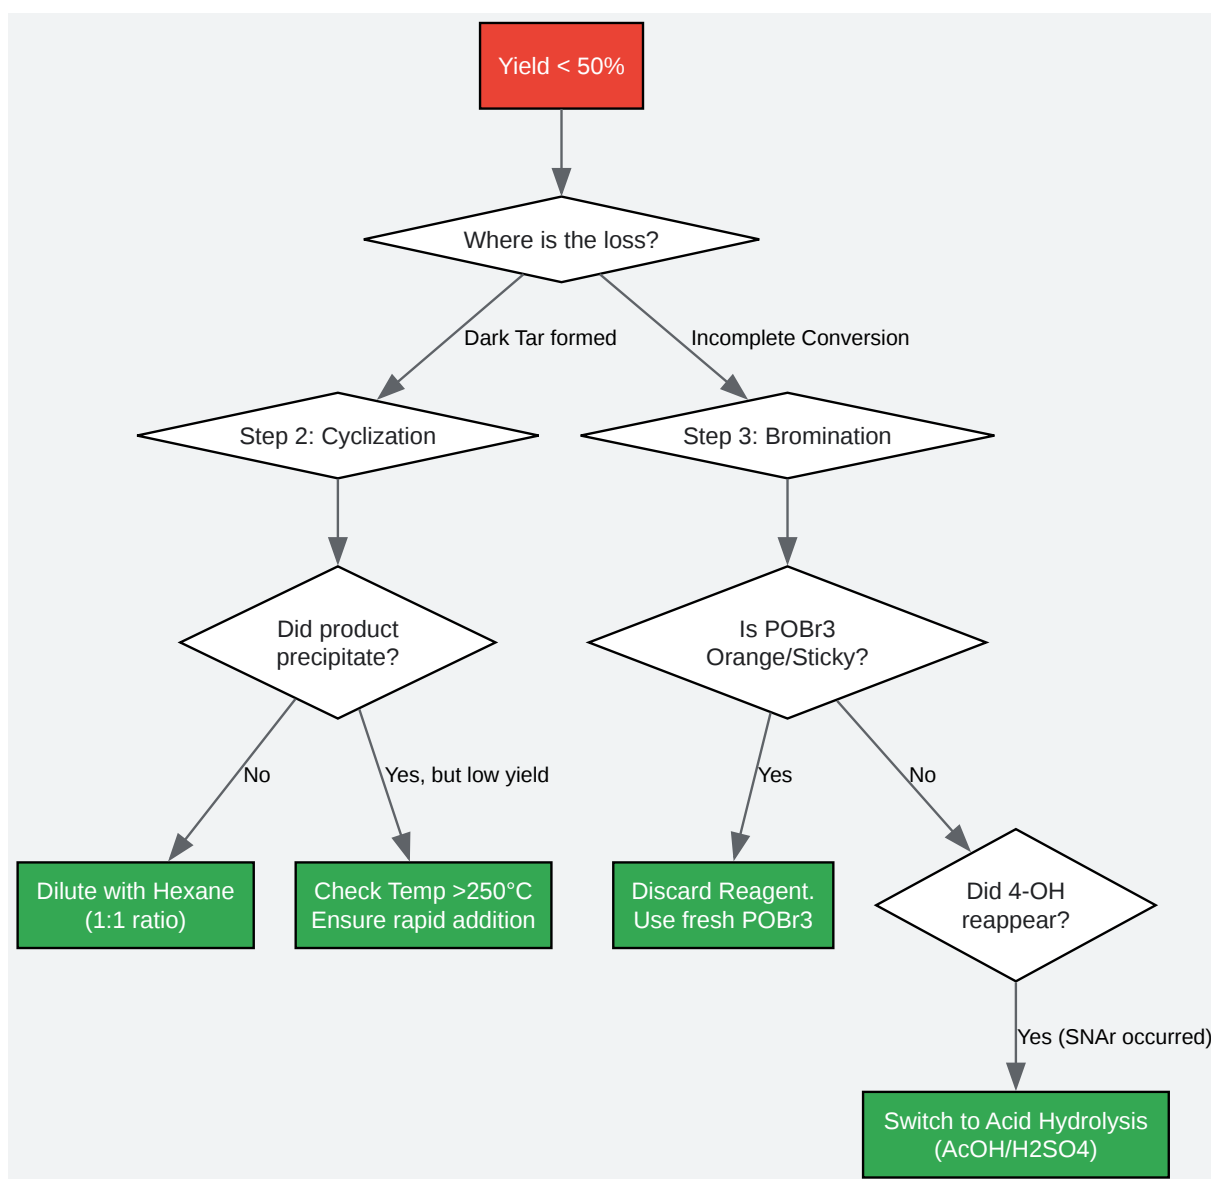 Yield < 50%
Where is the loss?
Dark Tar formed
Incomplete Conversion
Step 2: Cyclization
Step 3: Bromination
Did product
precipitate?
Is POBr3
Orange/Sticky?
No
Yes, but low yield
Yes
No
Dilute with Hexane
(1:1 ratio)
Check Temp >250°C
Ensure rapid addition
Discard Reagent.
Use fresh POBr3
Did 4-OH
reappear?
Yes (SNAr occurred)
Switch to Acid Hydrolysis
(AcOH/H2SO4)